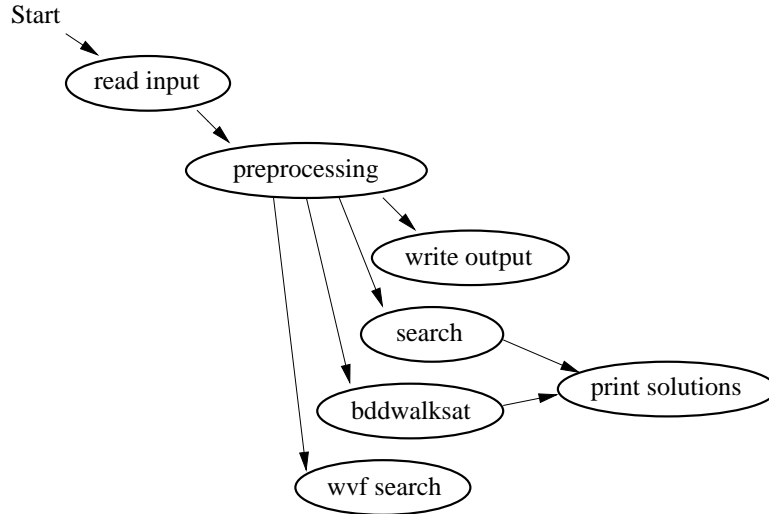 Start
read input
preprocessing
write output
search
print solutions
bddwalksat
wvf search